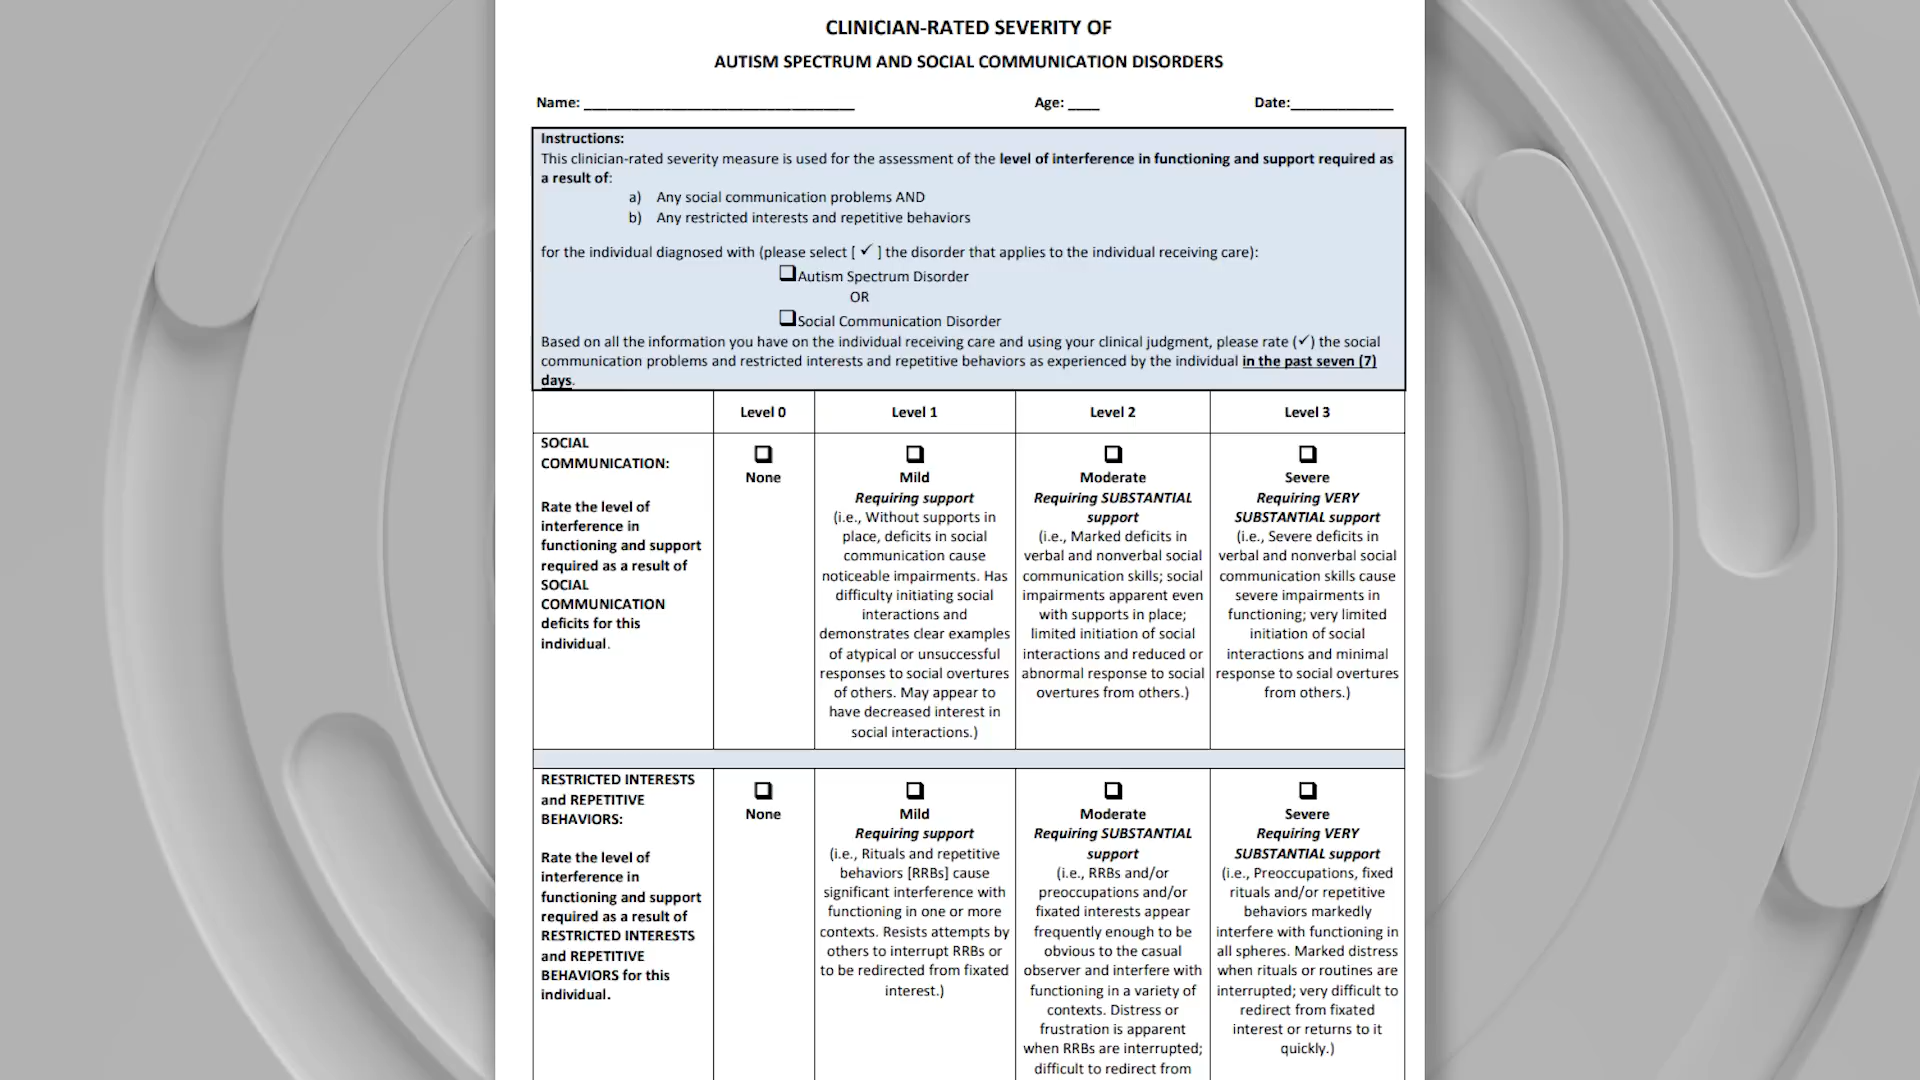 CLINICIAN-RATED SEVERITY OF
AUTISM SPECTRUM AND SOCIAL COMMUNICATION DISORDERS
Name: ___________________________________ Age: ____ Date:_____________
Instructions:
This clinician-rated severity measure is used for the assessment of the level of interference in functioning and support required as
a result of:
a) Any social communication problems AND
b) Any restricted interests and repetitive behaviors
for the individual diagnosed with (please select [ ✓ ] the disorder that applies to the individual receiving care):
❑Autism Spectrum Disorder
OR
❑Social Communication Disorder
Based on all the information you have on the individual receiving care and using your clinical judgment, please rate (✓) the social
communication problems and restricted interests and repetitive behaviors as experienced by the individual in the past seven (7)
days.
Level 0 Level 1 Level 2 Level 3
SOCIAL
COMMUNICATION:
Rate the level of
interference in
functioning and support
required as a result of
SOCIAL
COMMUNICATION
deficits for this
individual.
❑
None
❑
Mild
Requiring support
(i.e., Without supports in
place, deficits in social
communication cause
noticeable impairments. Has
difficulty initiating social
interactions and
demonstrates clear examples
of atypical or unsuccessful
responses to social overtures
of others. May appear to
have decreased interest in
social interactions.)
❑
Moderate
Requiring SUBSTANTIAL
support
(i.e., Marked deficits in
verbal and nonverbal social
communication skills; social
impairments apparent even
with supports in place;
limited initiation of social
interactions and reduced or
abnormal response to social
overtures from others.)
❑
Severe
Requiring VERY
SUBSTANTIAL support
(i.e., Severe deficits in
verbal and nonverbal social
communication skills cause
severe impairments in
functioning; very limited
initiation of social
interactions and minimal
response to social overtures
from others.)
RESTRICTED INTERESTS
and REPETITIVE
BEHAVIORS:
Rate the level of
interference in
functioning and support
required as a result of
RESTRICTED INTERESTS
and REPETITIVE
BEHAVIORS for this
individual.
❑
None
❑
Mild
Requiring support
(i.e., Rituals and repetitive
behaviors [RRBs] cause
significant interference with
functioning in one or more
contexts. Resists attempts by
others to interrupt RRBs or
to be redirected from fixated
interest.)
❑
Moderate
Requiring SUBSTANTIAL
support
(i.e., RRBs and/or
preoccupations and/or
fixated interests appear
frequently enough to be
obvious to the casual
observer and interfere with
functioning in a variety of
contexts. Distress or
frustration is apparent
when RRBs are interrupted;
difficult to redirect from
❑
Severe
Requiring VERY
SUBSTANTIAL support
(i.e., Preoccupations, fixed
rituals and/or repetitive
behaviors markedly
interfere with functioning in
all spheres. Marked distress
when rituals or routines are
interrupted; very difficult to
redirect from fixated
interest or returns to it
quickly.)